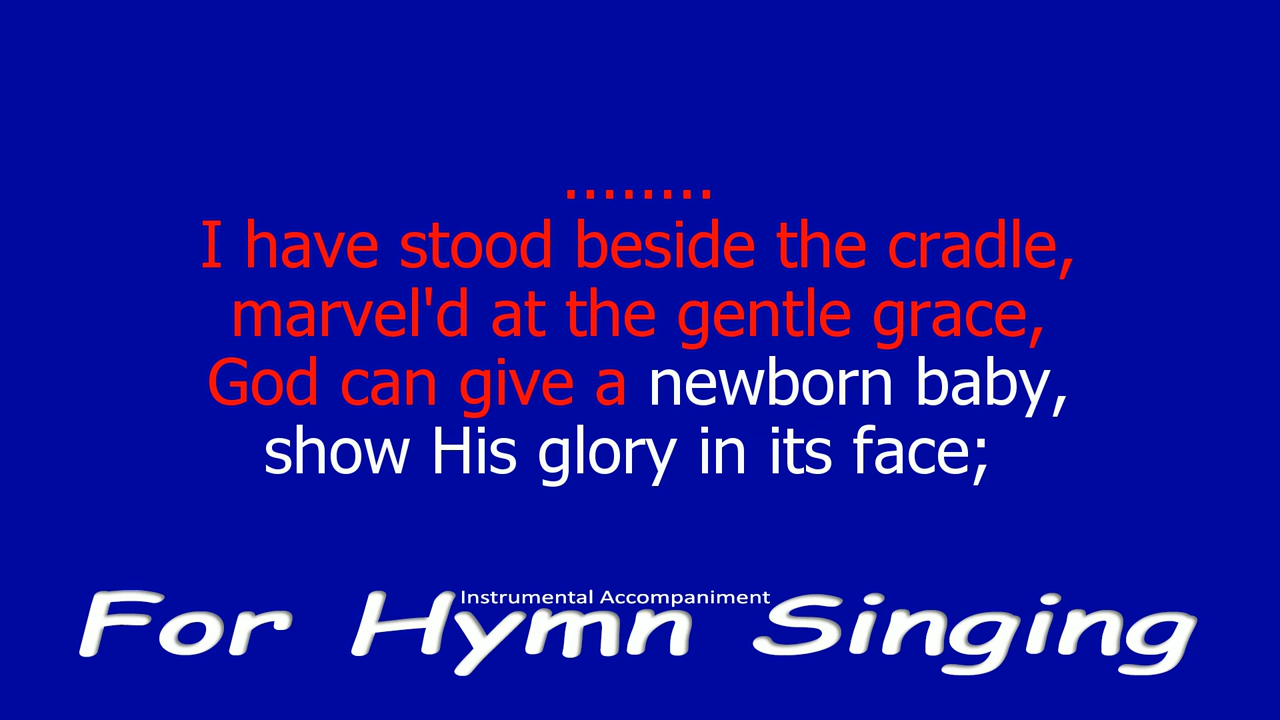 ........
I have stood beside the cradle,
marvel'd at the gentle grace,
God can give a newborn baby,
show His glory in its face;
Instrumental Accompaniment
For Hymn Singing